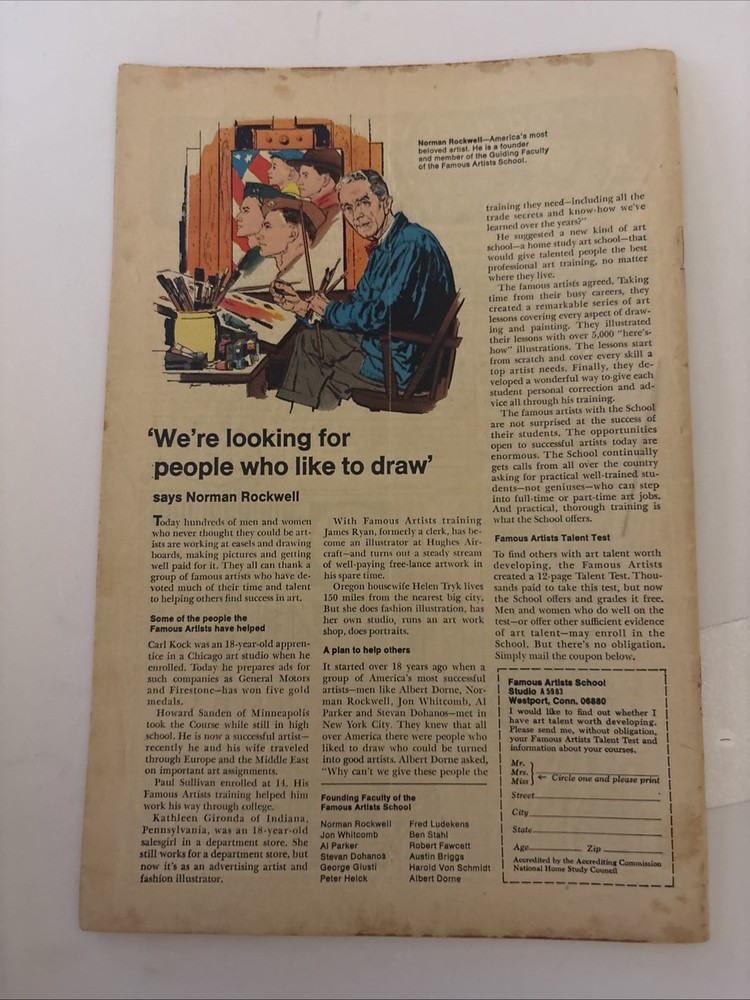 Norman Rockwell—America's most
beloved artist. He is a founder
and member of the Guiding Faculty
of the Famous Artists School.
'We're looking for
people who like to draw'
says Norman Rockwell
Today hundreds of men and women
who never thought they could be art-
ists are working at easels and drawing
boards, making pictures and getting
well paid for it. They all can thank a
group of famous artists who have de-
voted much of their time and talent
to helping others find success in art.
Some of the people the
Famous Artists have helped
Carl Kock was an 18-year-old appren-
tice in a Chicago art studio when he
enrolled. Today he prepares ads for
such companies as General Motors
and Firestone—has won five gold
medals.
Howard Sanden of Minneapolis
took the Course while still in high
school. He is now a successful artist—
recently he and his wife traveled
through Europe and the Middle East
on important art assignments.
Paul Sullivan enrolled at 14. His
Famous Artists training helped him
work his way through college.
Kathleen Gironda of Indiana,
Pennsylvania, was an 18-year-old
salesgirl in a department store. She
still works for a department store, but
now it's as an advertising artist and
fashion illustrator.
With Famous Artists training
James Ryan, formerly a clerk, has be-
come an illustrator at Hughes Air-
craft—and turns out a steady stream
of well-paying free-lance artwork in
his spare time.
Oregon housewife Helen Tryk lives
150 miles from the nearest big city.
But she does fashion illustration, has
her own studio, runs an art work
shop, does portraits.
A plan to help others
It started over 18 years ago when a
group of America's most successful
artists—men like Albert Dorne, Nor-
man Rockwell, Jon Whitcomb, Al
Parker and Stevan Dohanos—met in
New York City. They knew that all
over America there were people who
liked to draw who could be turned
into good artists. Albert Dorne asked,
"Why can't we give these people the
training they need—including all the
trade secrets and know-how we've
learned over the years?"
He suggested a new kind of art
school—a home study art school—that
would give talented people the best
professional art training, no matter
where they live.
The famous artists agreed. Taking
time from their busy careers, they
created a remarkable series of art
lessons covering every aspect of draw-
ing and painting. They illustrated
their lessons with over 5,000 "here's-
how" illustrations. The lessons start
from scratch and cover every skill a
top artist needs. Finally, they de-
veloped a wonderful way to give each
student personal correction and ad-
vice all through his training.
The famous artists with the School
are not surprised at the success of
their students. The opportunities
open to successful artists today are
enormous. The School continually
gets calls from all over the country
asking for practical well-trained stu-
dents—not geniuses—who can step
into full-time or part-time art jobs.
And practical, thorough training is
what the School offers.
Famous Artists Talent Test
To find others with art talent worth
developing, the Famous Artists
created a 12-page Talent Test. Thou-
sands paid to take this test, but now
the School offers and grades it free.
Men and women who do well on the
test—or offer other sufficient evidence
of art talent—may enroll in the
School. But there's no obligation.
Simply mail the coupon below.
Founding Faculty of the
Famous Artists School
Norman Rockwell
Jon Whitcomb
Al Parker
Stevan Dohanos
George Giusti
Peter Helck
Fred Ludekens
Ben Stahl
Robert Fawcett
Austin Briggs
Harold Von Schmidt
Albert Dorne
Famous Artists School
Studio A 5983
Westport, Conn. 06880
I would like to find out whether I
have art talent worth developing.
Please send me, without obligation,
your Famous Artists Talent Test and
information about your courses.
Mr.
Mrs.
Miss
Circle one and please print
Street
City
State
Age Zip
Accredited by the Accrediting Commission
National Home Study Council